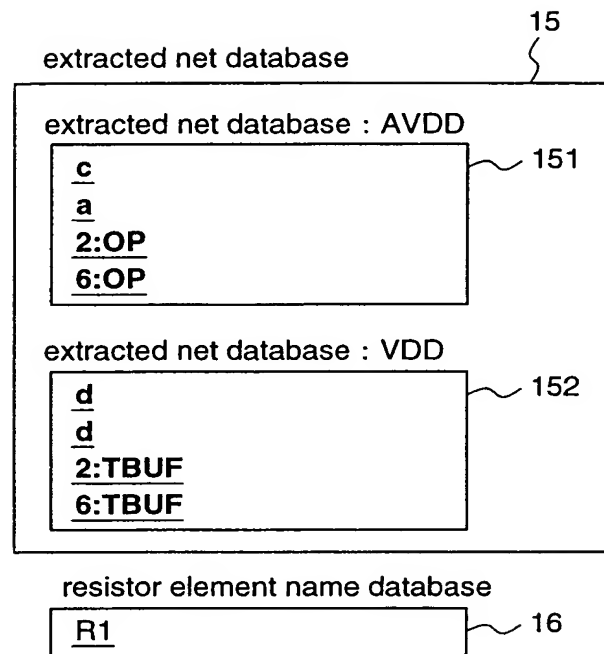 15
extracted net database
extracted net database : AVDD
151
c
a
2:OP
6:OP
extracted net database : VDD
152
d
d
2:TBUF
6:TBUF
resistor element name database
R1
16